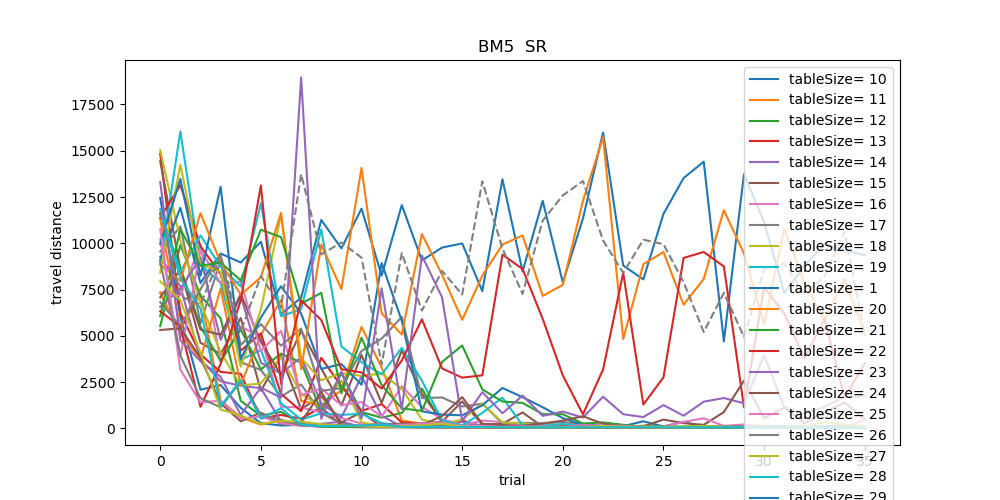 BM5  SR
travel distance
17500
15000
12500
10000
7500
5000
2500
0
0
5
10
15
20
25
30
35
trial
tableSize= 10
tableSize= 11
tableSize= 12
tableSize= 13
tableSize= 14
tableSize= 15
tableSize= 16
tableSize= 17
tableSize= 18
tableSize= 19
tableSize= 1
tableSize= 20
tableSize= 21
tableSize= 22
tableSize= 23
tableSize= 24
tableSize= 25
tableSize= 26
tableSize= 27
tableSize= 28
tableSize= 29